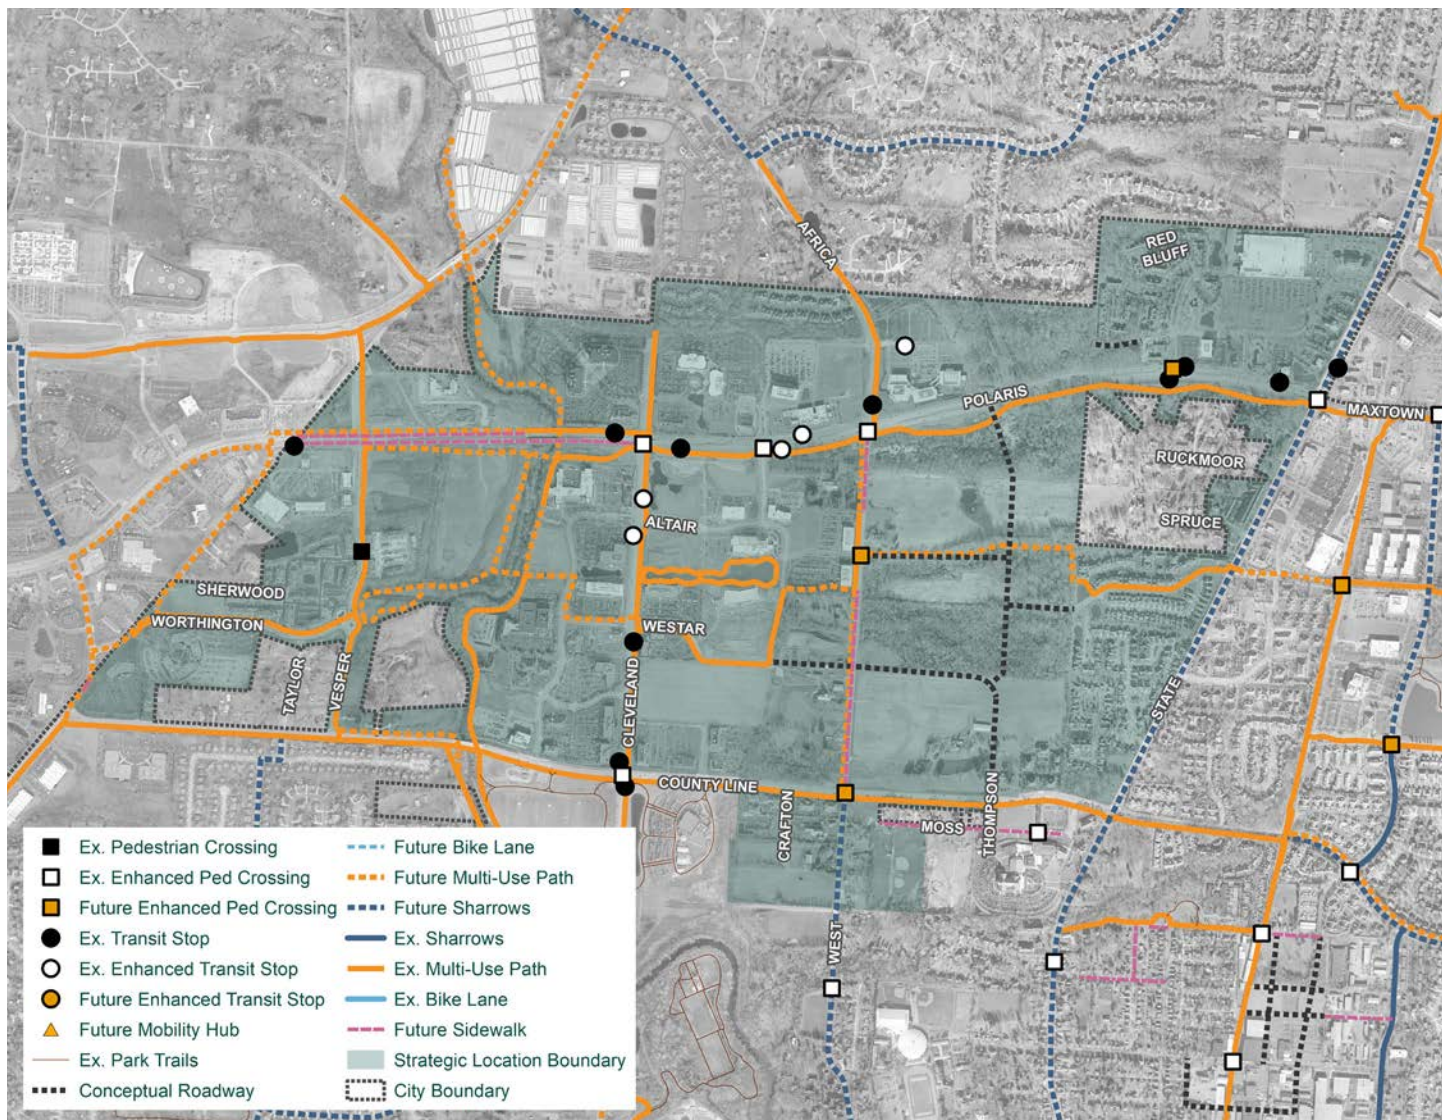 AFRICA
RED
BLUFF
POLARIS
MAXTOWN
RUCKMOOR
SPRUCE
ALTAIR
SHERWOOD
WORTHINGTON
WESTAR
TAYLOR
VESPER
CLEVELAND
STATE
COUNTY LINE
CRAFTON
MOSS
THOMPSON
WEST
Ex. Pedestrian Crossing
Ex. Enhanced Ped Crossing
Future Enhanced Ped Crossing
Ex. Transit Stop
Ex. Enhanced Transit Stop
Future Enhanced Transit Stop
Future Mobility Hub
Ex. Park Trails
Conceptual Roadway
Future Bike Lane
Future Multi-Use Path
Future Sharrows
Ex. Sharrows
Ex. Multi-Use Path
Ex. Bike Lane
Future Sidewalk
Strategic Location Boundary
City Boundary